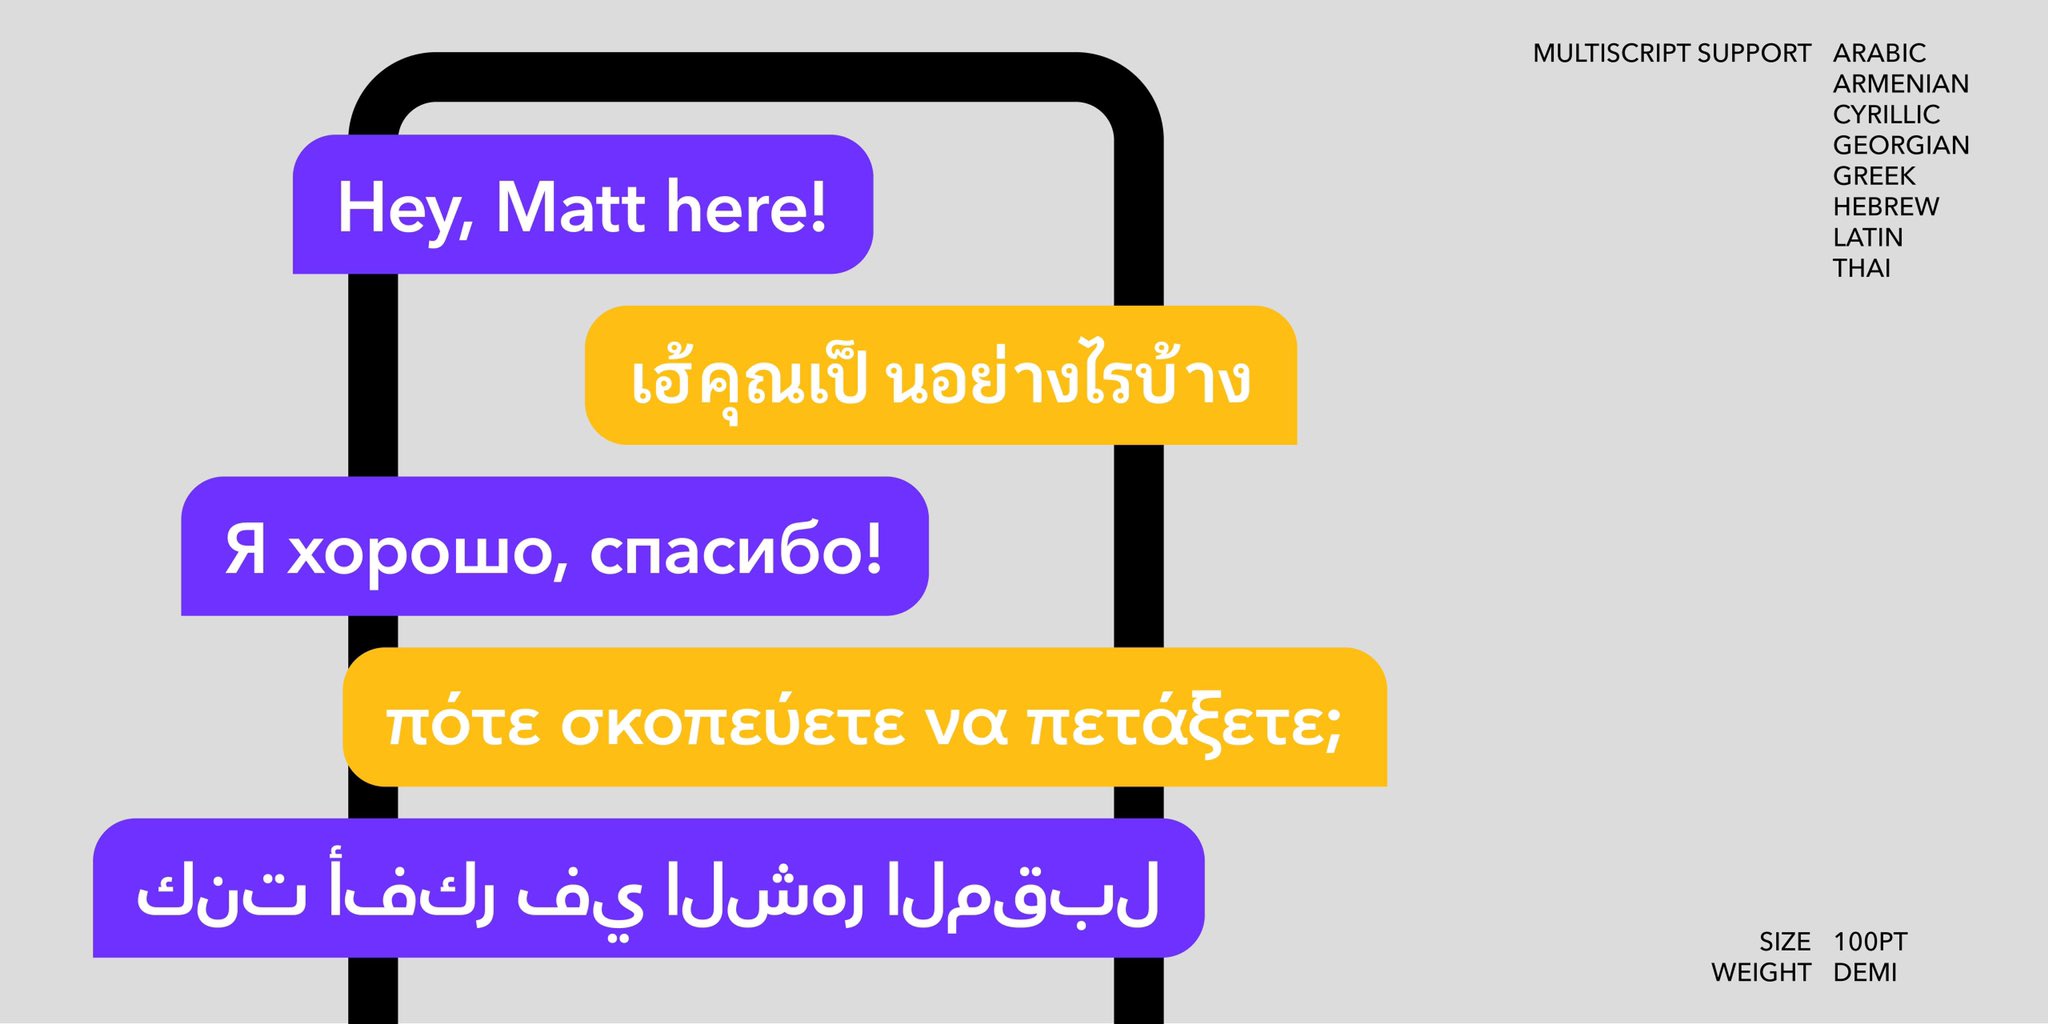 Hey, Matt here!
เฮ้คุณเป็ นอย่างไรบ้าง
Я хорошо, спасибо!
πότε σκοπεύετε να πετάξετε;
كنت أفكر في الشهر المقبل
MULTISCRIPT SUPPORT ARABIC
ARMENIAN
CYRILLIC
GEORGIAN
GREEK
HEBREW
LATIN
THAI
SIZE 100PT
WEIGHT DEMI